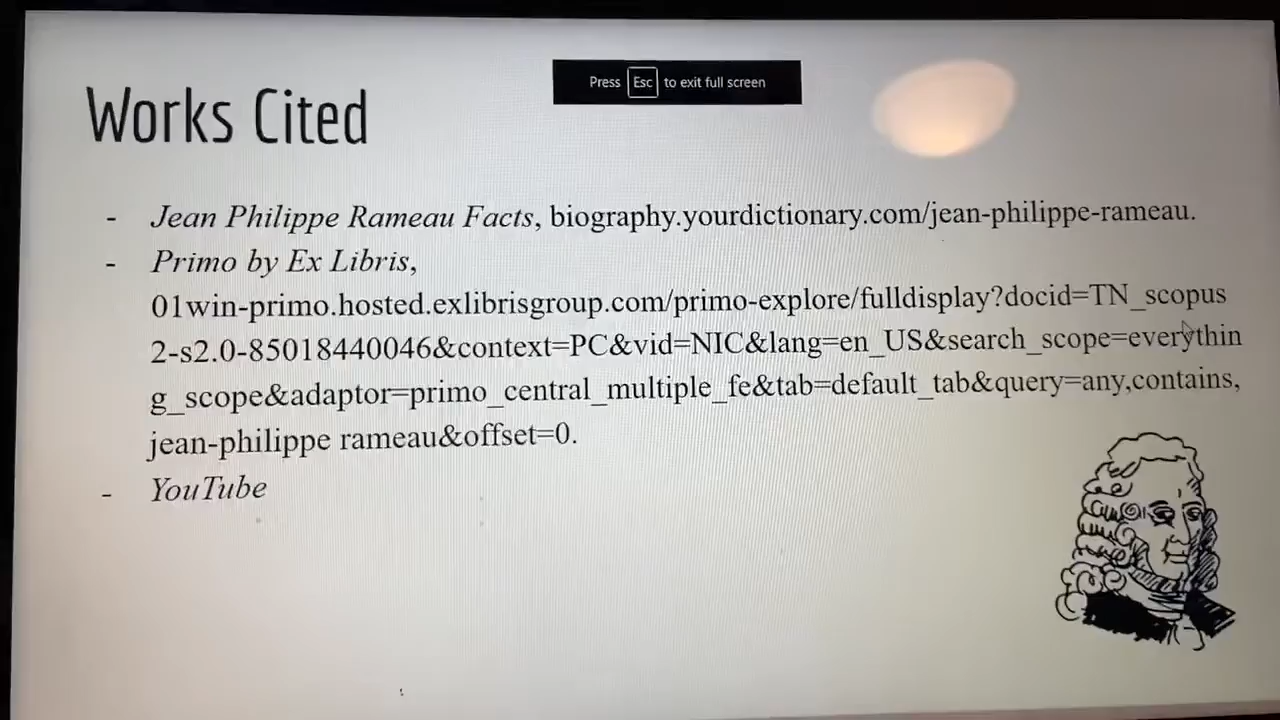 Press Esc to exit full screen
Works Cited
- Jean Philippe Rameau Facts, biography.yourdictionary.com/jean-philippe-rameau.
- Primo by Ex Libris,
01win-primo.hosted.exlibrisgroup.com/primo-explore/fulldisplay?docid=TN_scopus
2-s2.0-85018440046&context=PC&vid=NIC&lang=en_US&search_scope=everythin
g_scope&adaptor=primo_central_multiple_fe&tab=default_tab&query=any,contains,
jean-philippe rameau&offset=0.
- YouTube